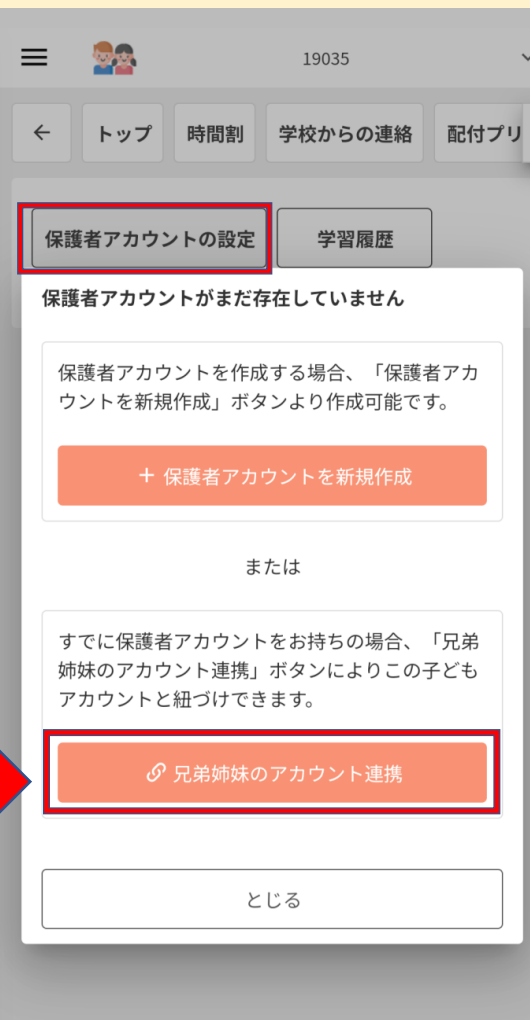 19035
トップ 時間割 学校からの連絡 配付プリ
保護者アカウントの設定 学習履歴
保護者アカウントがまだ存在していません
保護者アカウントを作成する場合、「保護者アカ
ウントを新規作成」ボタンより作成可能です。
+ 保護者アカウントを新規作成
または
すでに保護者アカウントをお持ちの場合、「兄弟
姉妹のアカウント連携」ボタンによりこの子ども
アカウントと紐づけできます。
兄弟姉妹のアカウント連携
とじる